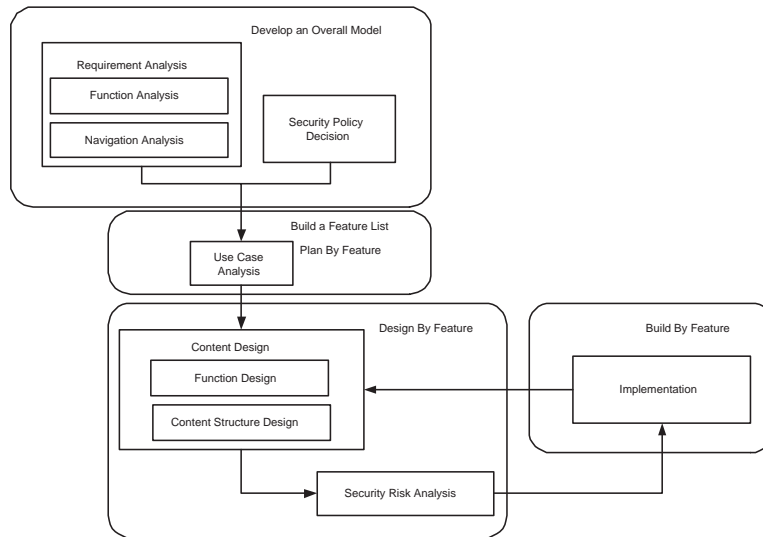 Develop an Overall Model
Requirement Analysis
Function Analysis
Navigation Analysis
Security Policy
Decision
Build a Feature List
Plan By Feature
Use Case
Analysis
Design By Feature
Build By Feature
Content Design
Function Design
Content Structure Design
Implementation
Security Risk Analysis